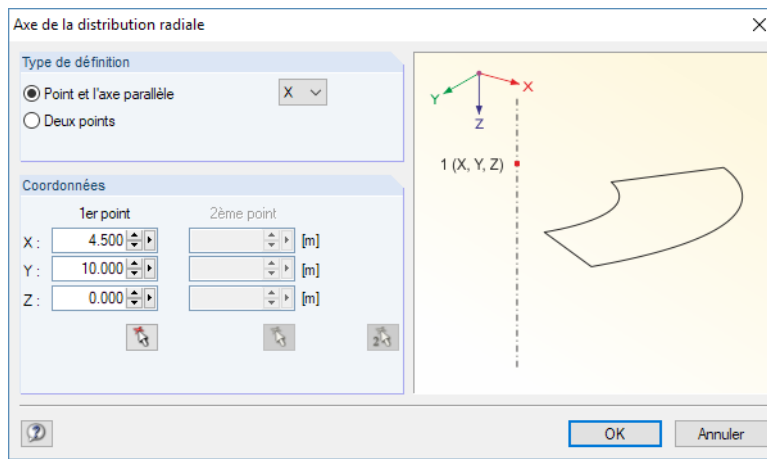 Axe de la distribution radiale
Type de définition
Point et l'axe parallèle X
Deux points
Coordonnées
1er point 2ème point
X : 4.500 [m]
Y : 10.000 [m]
Z : 0.000 [m]
2
X
Y
Z
1 (X, Y, Z)
OK Annuler